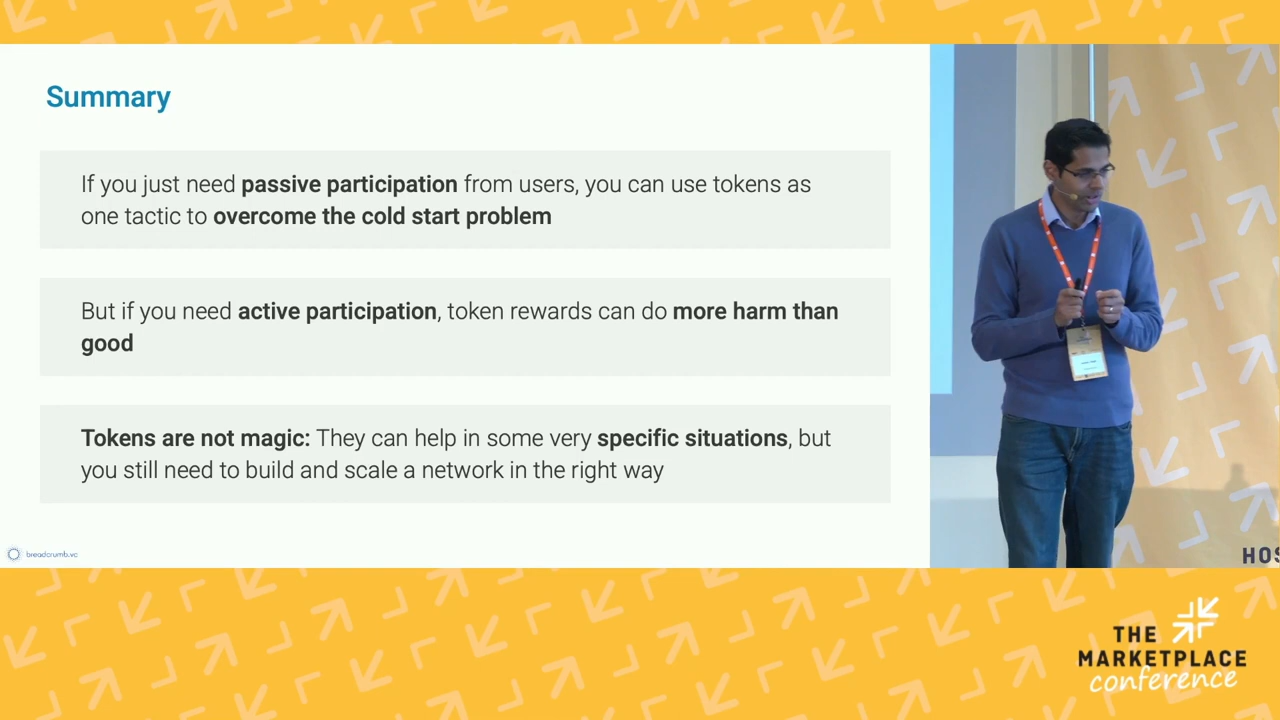 Summary
If you just need passive participation from users, you can use tokens as
one tactic to overcome the cold start problem
But if you need active participation, token rewards can do more harm than
good
Tokens are not magic: They can help in some very specific situations, but
you still need to build and scale a network in the right way
breadcrumb.vc
HOS
THE
MARKETPLACE
conference